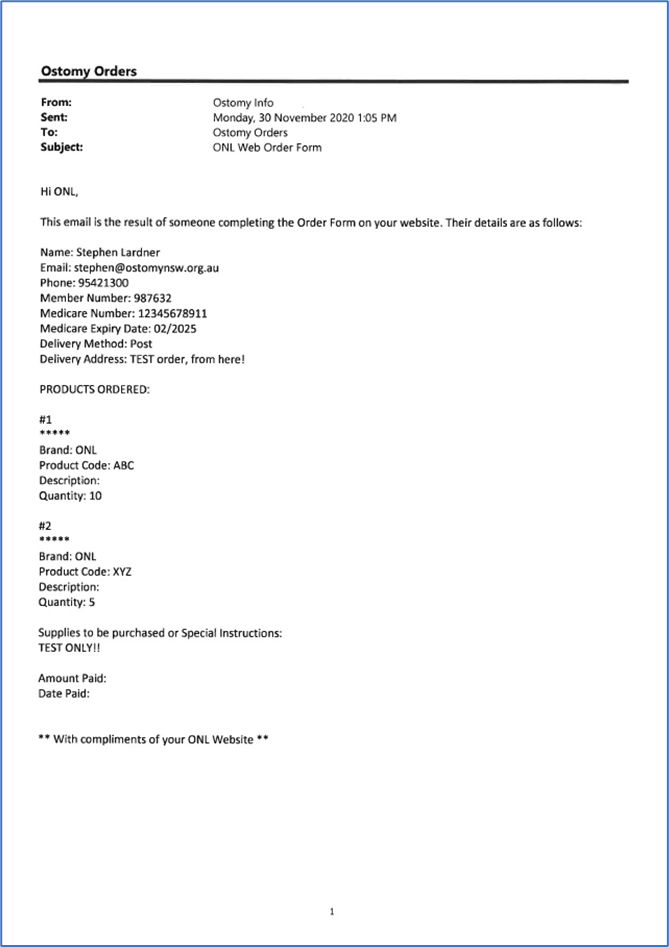 Ostomy Orders
From: Ostomy Info
Sent: Monday, 30 November 2020 1:05 PM
To: Ostomy Orders
Subject: ONL Web Order Form
Hi ONL,
This email is the result of someone completing the Order Form on your website. Their details are as follows:
Name: Stephen Lardner
Email: stephen@ostomynsw.org.au
Phone: 95421300
Member Number: 987632
Medicare Number: 12345678911
Medicare Expiry Date: 02/2025
Delivery Method: Post
Delivery Address: TEST order, from here!
PRODUCTS ORDERED:
#1
*****
Brand: ONL
Product Code: ABC
Description:
Quantity: 10
#2
*****
Brand: ONL
Product Code: XYZ
Description:
Quantity: 5
Supplies to be purchased or Special Instructions:
TEST ONLY!!
Amount Paid:
Date Paid:
** With compliments of your ONL Website **
1